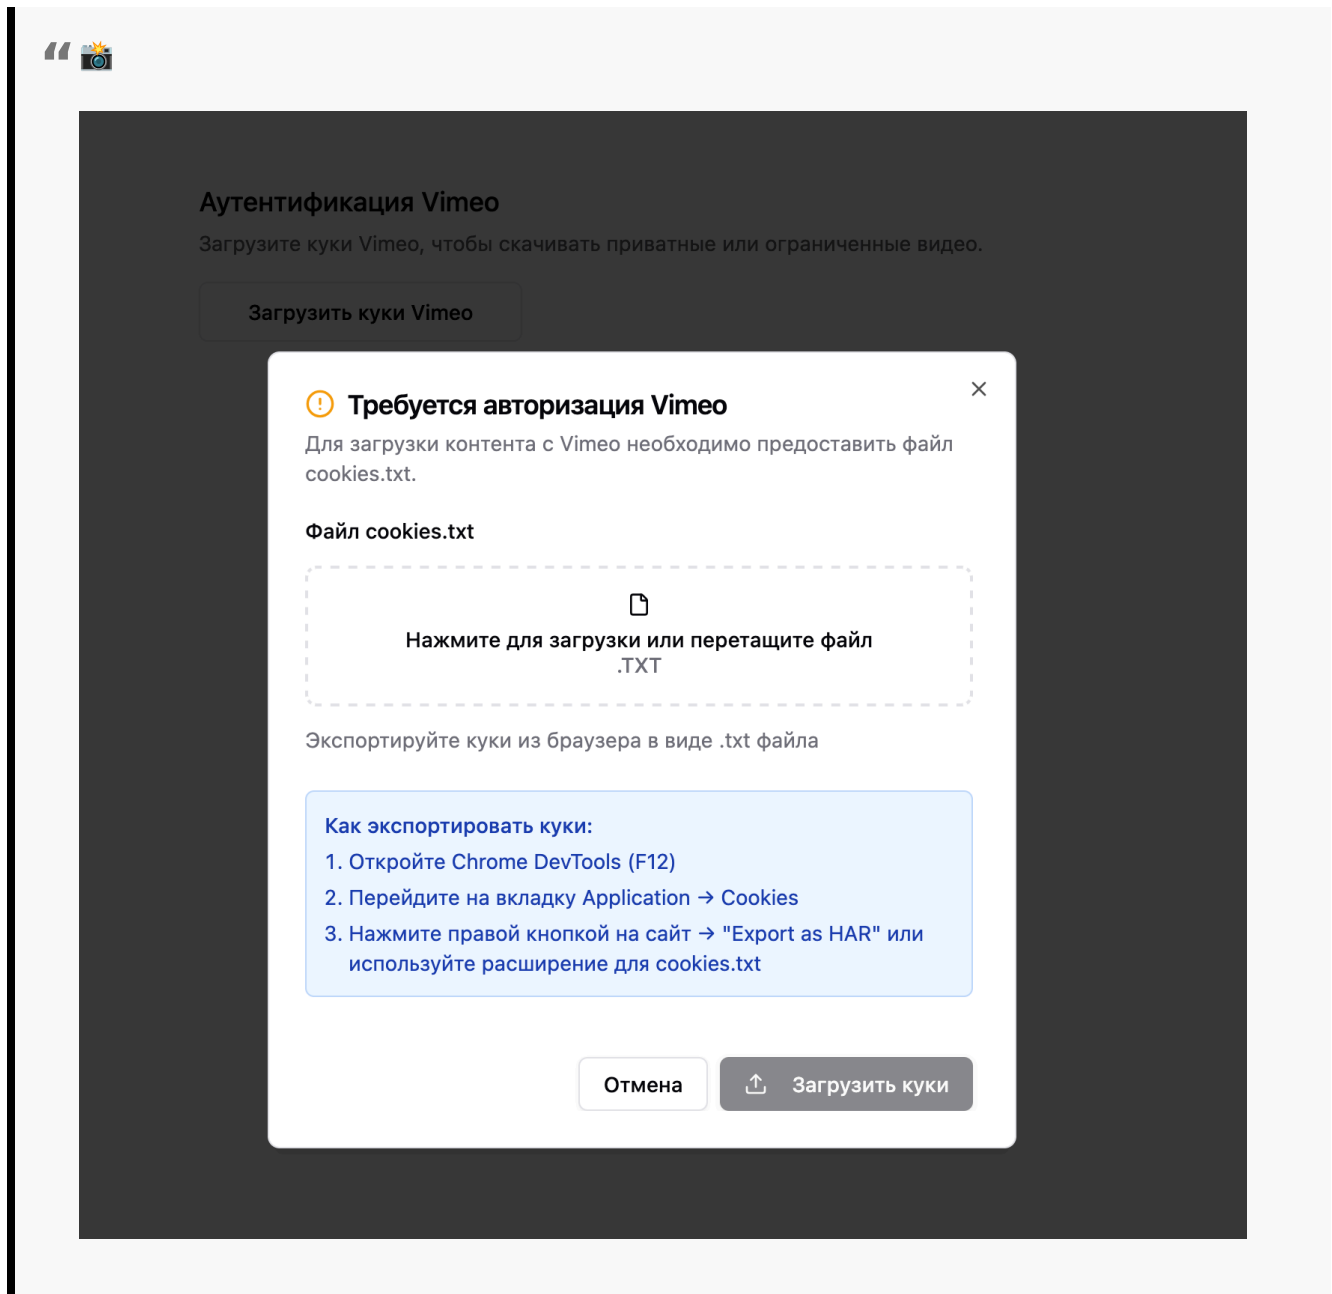 “
Аутентификация Vimeo
Загрузите куки Vimeo, чтобы скачивать приватные или ограниченные видео.
Загрузить куки Vimeo
Требуется авторизация Vimeo
Для загрузки контента с Vimeo необходимо предоставить файл
cookies.txt.
Файл cookies.txt
Нажмите для загрузки или перетащите файл
.TXT
Экспортируйте куки из браузера в виде .txt файла
Как экспортировать куки:
1. Откройте Chrome DevTools (F12)
2. Перейдите на вкладку Application → Cookies
3. Нажмите правой кнопкой на сайт → "Export as HAR" или
используйте расширение для cookies.txt
Отмена
Загрузить куки